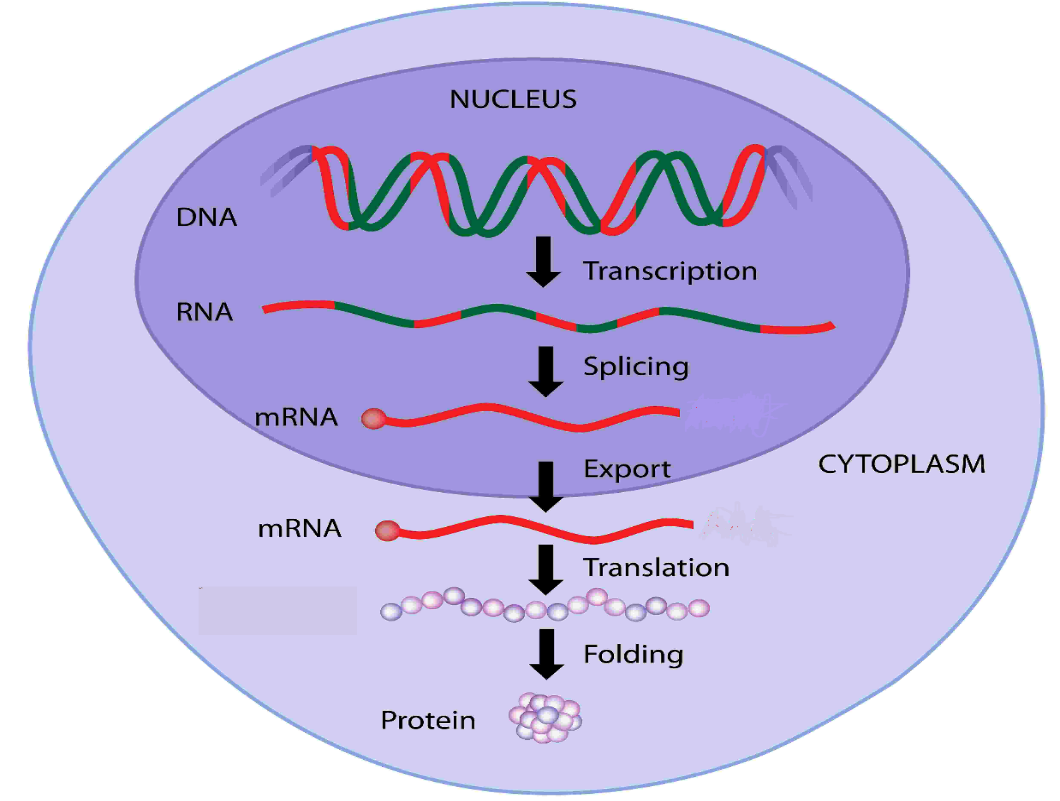 NUCLEUS
DNA
Transcription
RNA
Splicing
mRNA
Export
CYTOPLASM
mRNA
Translation
Folding
Protein